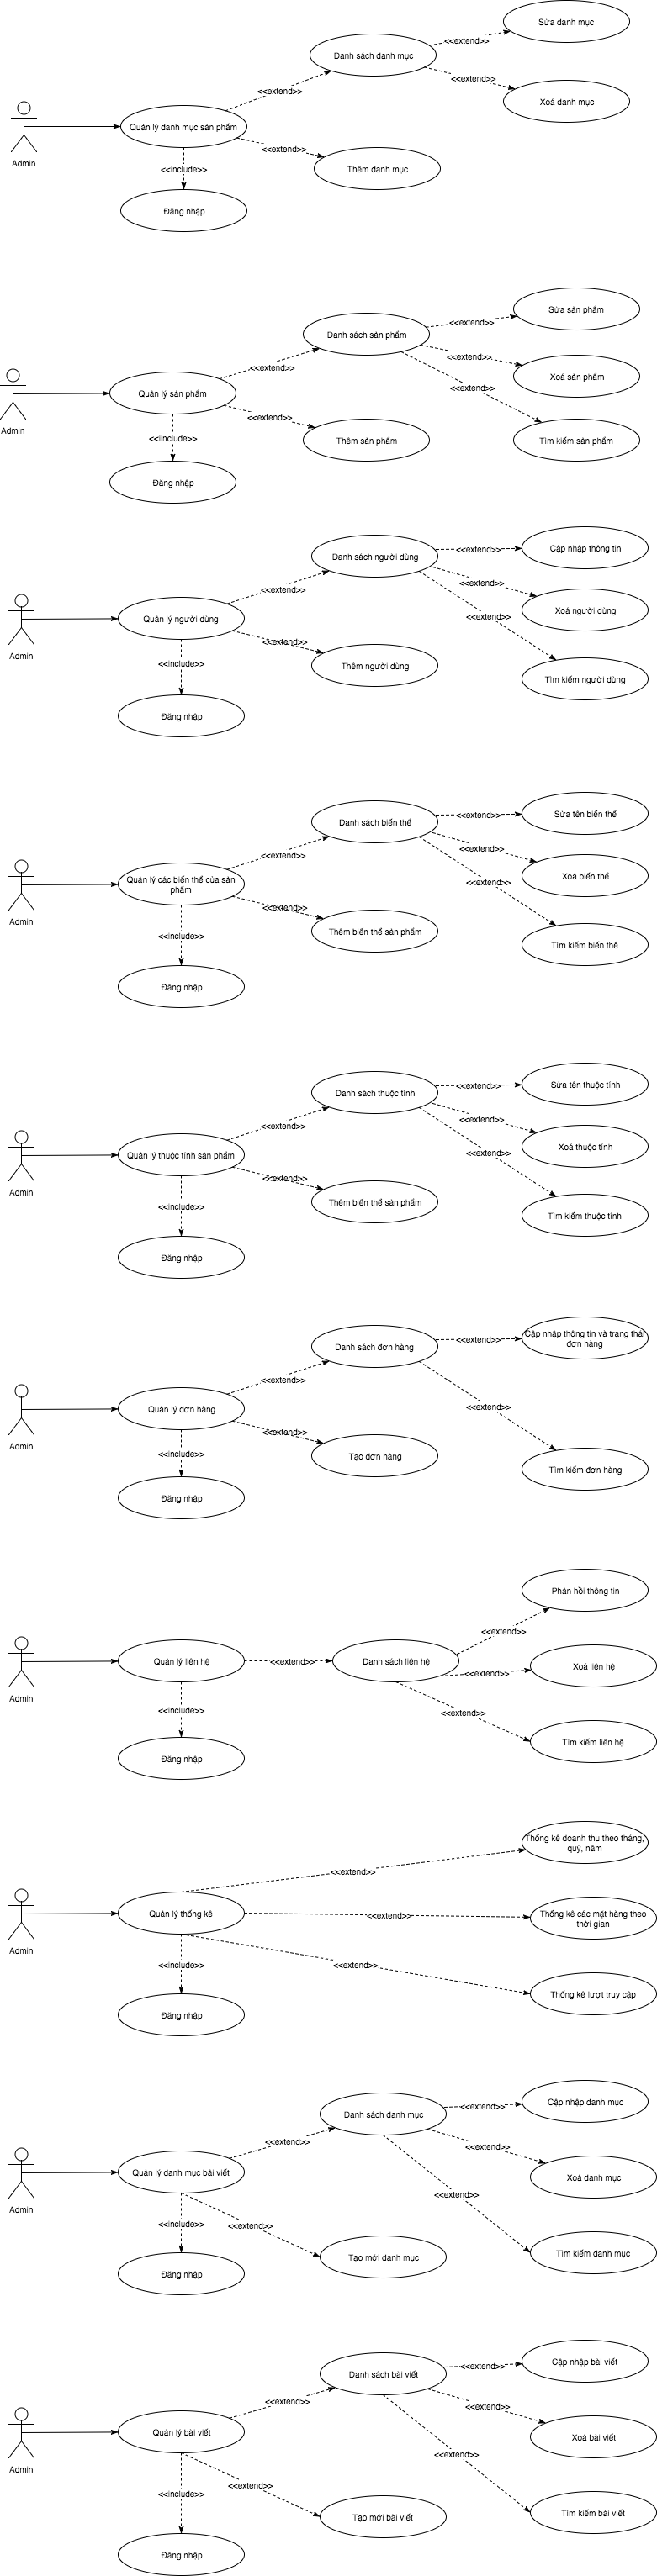 Sửa danh mục
<<extend>>
Danh sách danh mục
<<extend>>
<<extend>>
Xoá danh mục
Quản lý danh mục sản phẩm
<<extend>>
Admin
<<include>>
Thêm danh mục
Đăng nhập
Sửa sản phẩm
<<extend>>
Danh sách sản phẩm
<<extend>>
<<extend>>
Xoá sản phẩm
<<extend>>
Quản lý sản phẩm
<<extend>>
Admin
<<iinclude>>
Thêm sản phẩm
Tìm kiếm sản phẩm
Đăng nhập
Danh sách người dùng
<<extend>>
Cập nhập thông tin
<<extend>>
<<extend>>
Xoá người dùng
Quản lý người dùng
<<extend>>
<<extend>>
Admin
<<include>>
Thêm người dùng
Tìm kiếm người dùng
Đăng nhập
Danh sách biến thể
<<extend>>
Sửa tên biến thể
<<extend>>
<<extend>>
Xoá biến thể
Quản lý các biến thể của sản
phẩm
<<extend>>
<<extend>>
Admin
<<include>>
Thêm biến thể sản phẩm
Tìm kiếm biến thể
Đăng nhập
Danh sách thuộc tính
<<extend>>
Sửa tên thuộc tính
<<extend>>
<<extend>>
Xoá thuộc tính
Quản lý thuộc tính sản phẩm
<<extend>>
<<extend>>
Admin
<<include>>
Thêm biến thể sản phẩm
Tìm kiếm thuộc tính
Đăng nhập
Danh sách đơn hàng
<<extend>>
Cập nhập thông tin và trạng thái
đơn hàng
<<extend>>
Quản lý đơn hàng
<<extend>>
<<extend>>
Admin
<<include>>
Tạo đơn hàng
Tìm kiếm đơn hàng
Đăng nhập
Phản hồi thông tin
<<extend>>
Quản lý liên hệ
<<extend>>
Danh sách liên hệ
<<extend>>
Xoá liên hệ
Admin
<<include>>
<<extend>>
Tìm kiếm liên hệ
Đăng nhập
Thống kê doanh thu theo tháng,
quý, năm
<<extend>>
Quản lý thống kê
<<extend>>
Thống kê các mặt hàng theo
thời gian
Admin
<<include>>
<<extend>>
Thống kê lượt truy cập
Đăng nhập
Danh sách danh mục
<<extend>>
Cập nhập danh mục
<<extend>>
<<extend>>
Quản lý danh mục bài viết
Xoá danh mục
<<extend>>
Admin
<<include>>
<<extend>>
Tạo mới danh mục
Tìm kiếm danh mục
Đăng nhập
Danh sách bài viết
<<extend>>
Cập nhập bài viết
<<extend>>
<<extend>>
Quản lý bài viết
Xoá bài viết
<<extend>>
Admin
<<include>>
<<extend>>
Tạo mới bài viết
Tìm kiếm bài viết
Đăng nhập